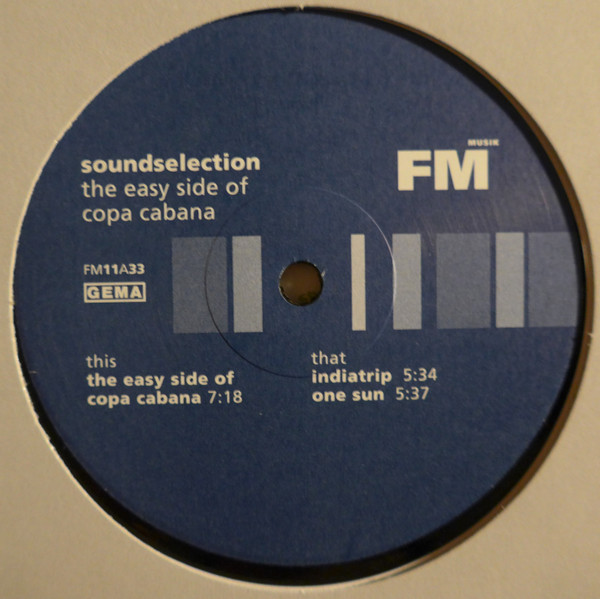 soundselection
the easy side of
copa cabana
MUSIK
FM
FM11A33
GEMA
this
the easy side of
copa cabana 7:18
that
indiatrip 5:34
one sun 5:37